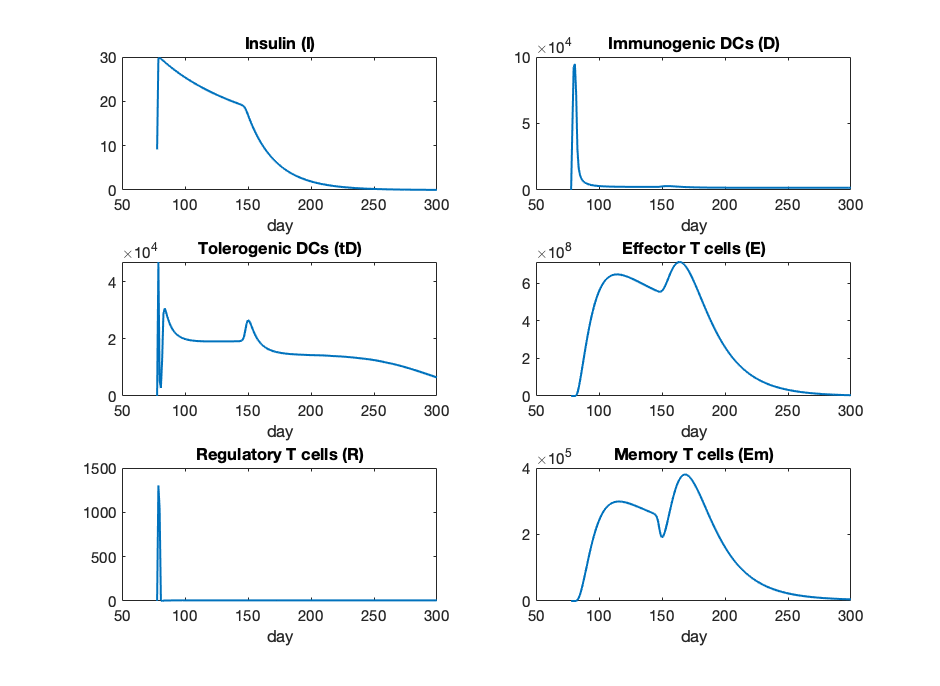 Insulin (I)
30
20
10
0
50 100 150 200 250 300
day
Immunogenic DCs (D)
×10^4
10
5
0
50 100 150 200 250 300
day
Tolerogenic DCs (tD)
×10^4
4
2
0
50 100 150 200 250 300
day
Effector T cells (E)
×10^8
6
4
2
0
50 100 150 200 250 300
day
Regulatory T cells (R)
1500
1000
500
0
50 100 150 200 250 300
day
Memory T cells (Em)
×10^5
4
2
0
50 100 150 200 250 300
day